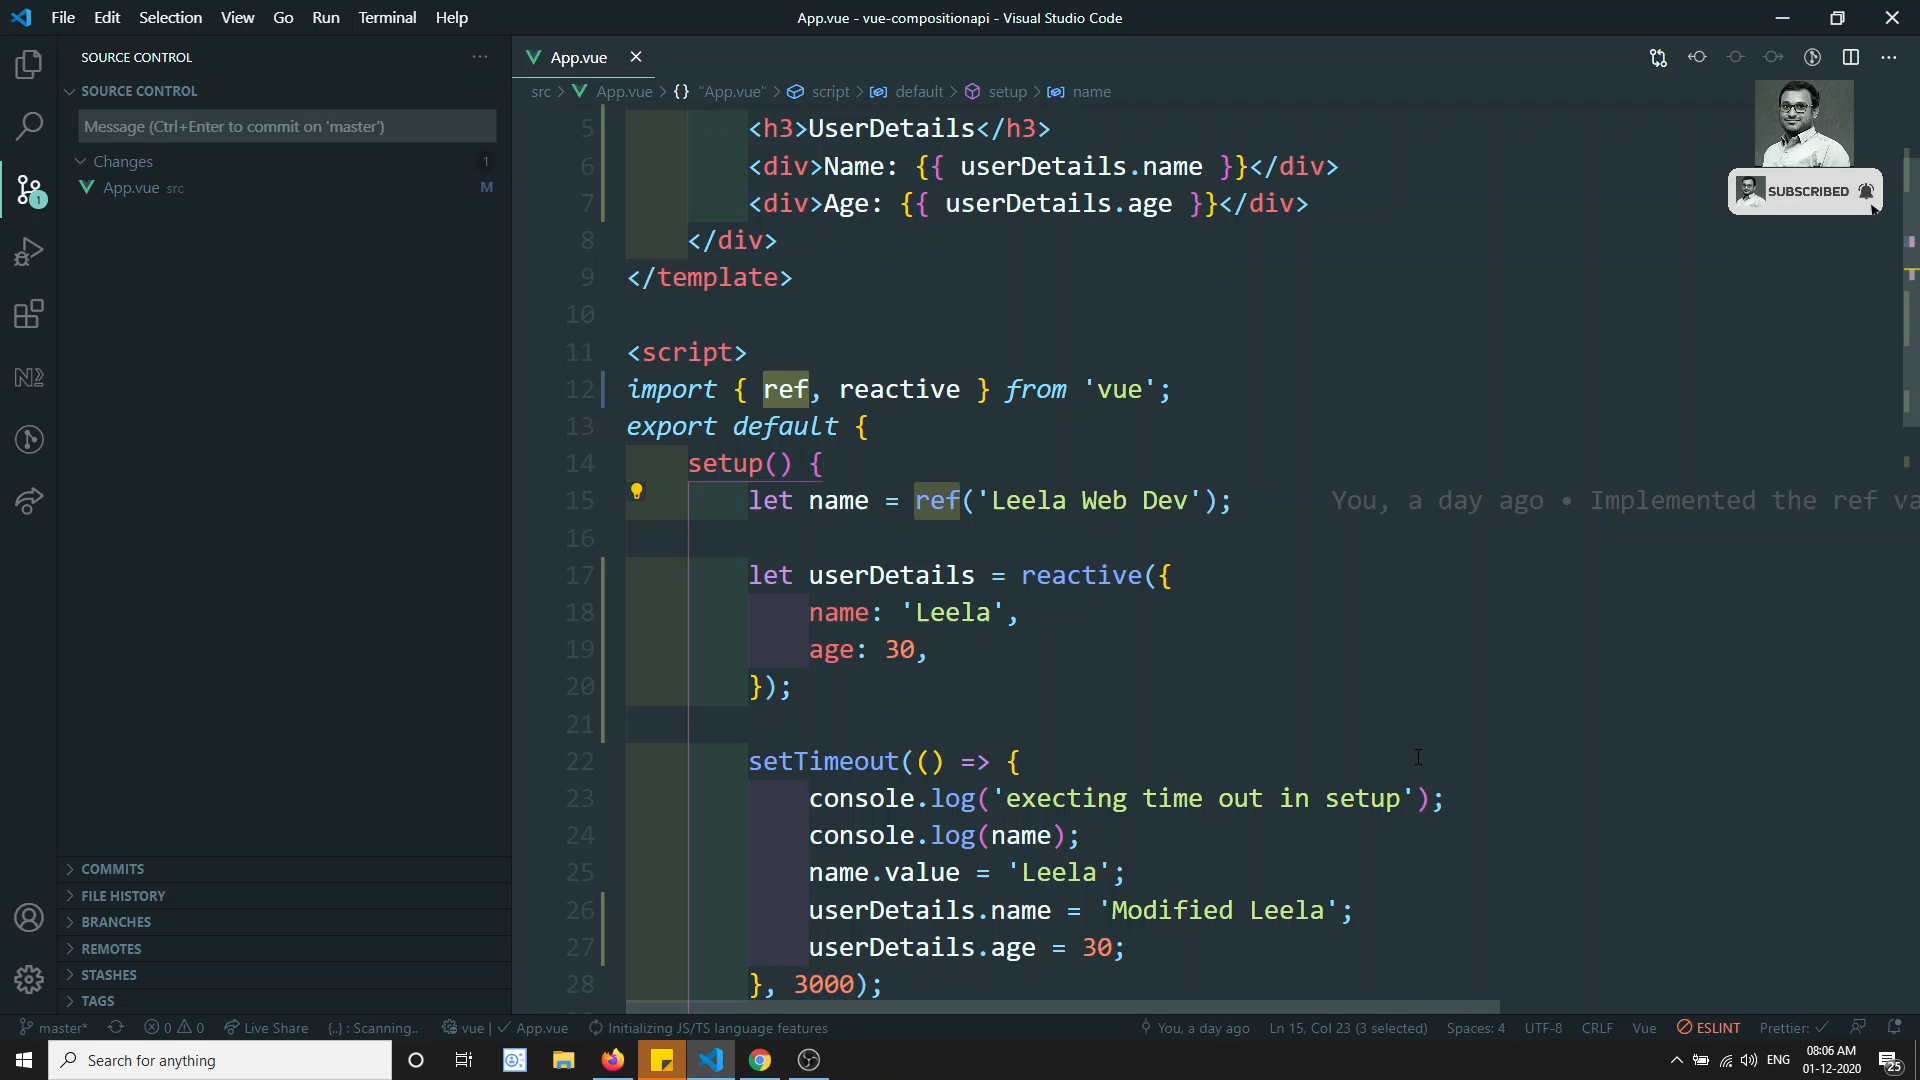 File Edit Selection View Go Run Terminal Help
App.vue - vue-compositionapi - Visual Studio Code
SOURCE CONTROL
SOURCE CONTROL
Message (Ctrl+Enter to commit on 'master')
Changes 1
App.vue src M
COMMITS
FILE HISTORY
BRANCHES
REMOTES
STASHES
TAGS
App.vue
src > App.vue > {} "App.vue" > script > default > setup > name
SUBSCRIBED
5 <h3>UserDetails</h3>
6 <div>Name: {{ userDetails.name }}</div>
7 <div>Age: {{ userDetails.age }}</div>
8 </div>
9 </template>
10
11 <script>
12 import { ref, reactive } from 'vue';
13 export default {
14 setup() {
15 let name = ref('Leela Web Dev'); You, a day ago • Implemented the ref va
16
17 let userDetails = reactive({
18 name: 'Leela',
19 age: 30,
20 });
21
22 setTimeout(() => {
23 console.log('execting time out in setup');
24 console.log(name);
25 name.value = 'Leela';
26 userDetails.name = 'Modified Leela';
27 userDetails.age = 30;
28 }, 3000);
master* 0 0 Live Share {..} : Scanning.. vue | App.vue Initializing JS/TS language features You, a day ago Ln 15, Col 23 (3 selected) Spaces: 4 UTF-8 CRLF Vue ESLINT Prettier: ✓
Search for anything
ENG
08:06 AM
01-12-2020
25